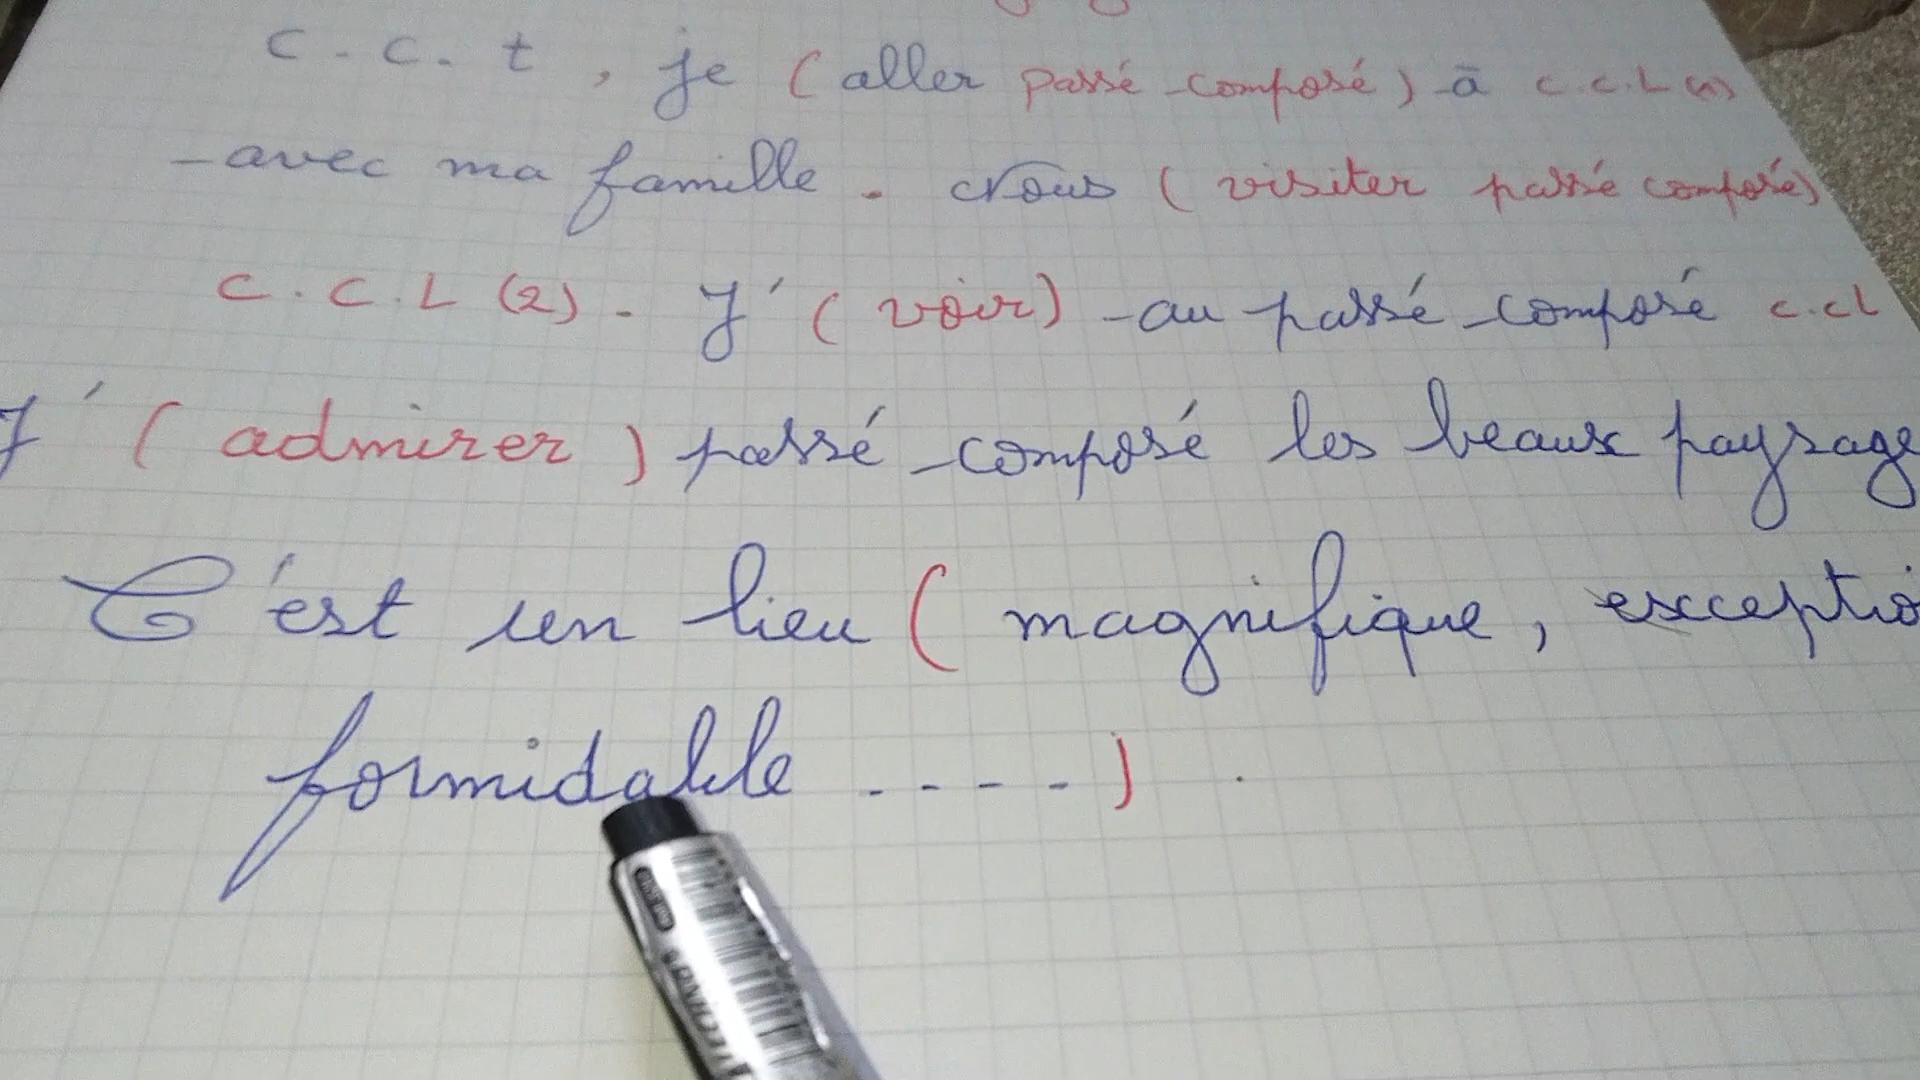 c.c.t, je (aller passé composé) à c.c.L(1)
avec ma famille. Nous (visiter passé composé)
c.c.L(2). J'(voir) au passé composé c.cl
J'(admirer) passé composé les beaux paysage
C'est un lieu (magnifique, exceptio
formidable ....).